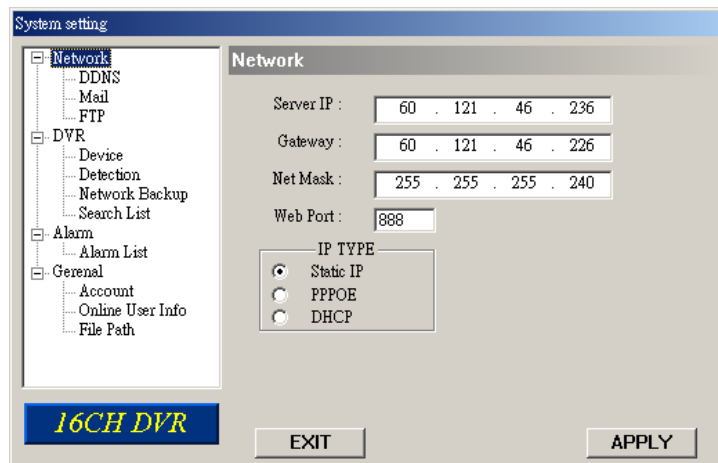 System setting
Network
DDNS
Mail
FTP
DVR
Device
Detection
Network Backup
Search List
Alarm
Alarm List
Gerenal
Account
Online User Info
File Path
16CH DVR
Network
Server IP : 60 . 121 . 46 . 236
Gateway : 60 . 121 . 46 . 226
Net Mask : 255 . 255 . 255 . 240
Web Port : 888
IP TYPE
Static IP
PPPOE
DHCP
EXIT
APPLY